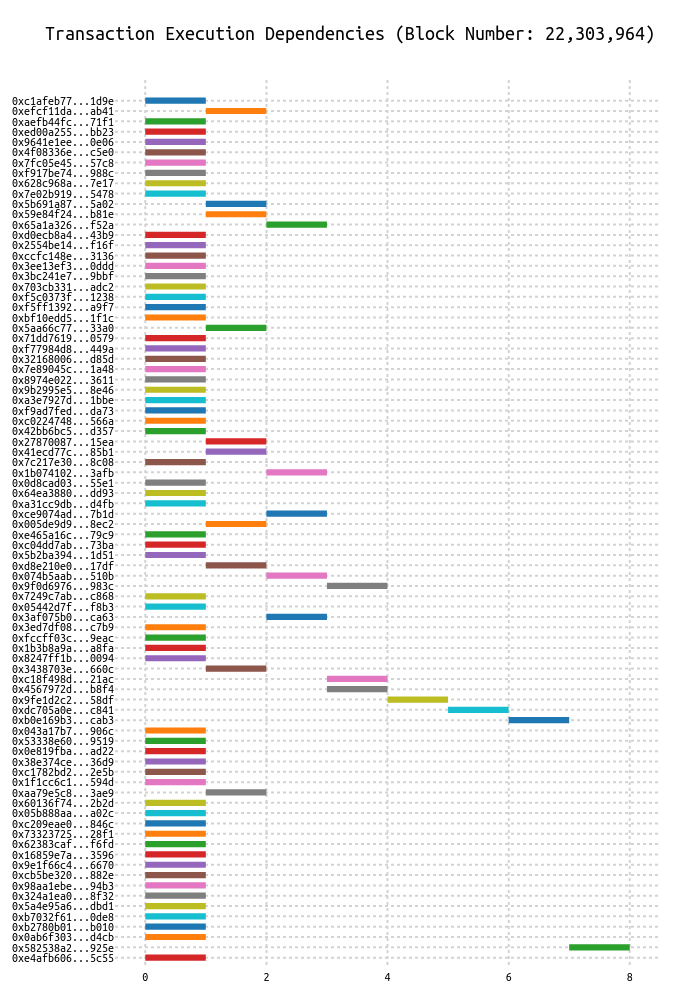 Transaction Execution Dependencies (Block Number: 22,303,964)
0xc1afeb77...1d9e
0xefcf11da...ab41
0xaefb44fc...71f1
0xed00a255...bb23
0x9641e1ee...0e06
0x4f08336e...c5e0
0x7fc05e45...57c8
0xf917be74...988c
0x628c968a...7e17
0x7e02b919...5478
0x5b691a87...5a02
0x59e84f24...b81e
0x65a1a326...f52a
0xd0ecb8a4...43b9
0x2554be14...f16f
0xccfc148e...3136
0x3ee13ef3...0ddd
0x3bc241e7...9bbf
0x703cb331...adc2
0xf5c0373f...1238
0xf5ff1392...a9f7
0xbf10edd5...1f1c
0x5aa66c77...33a0
0x71dd7619...0579
0xf77984d8...449a
0x32168006...d85d
0x7e89045c...1a48
0x8974e022...3611
0x9b2995e5...8e46
0xa3e7927d...1bbe
0xf9ad7fed...da73
0xc0224748...566a
0x42bb6bc5...d357
0x27870087...15ea
0x41ecd77c...85b1
0x7c217e30...8c08
0x1b074102...3afb
0x0d8cad03...55e1
0x64ea3880...dd93
0xa31cc9db...d4fb
0xce9074ad...7b1d
0x005de9d9...8ec2
0xe465a16c...79c9
0xc04dd7ab...73ba
0x5b2ba394...1d51
0xd8e210e0...17df
0x074b5aab...510b
0x9f0d6976...983c
0x7249c7ab...c868
0x05442d7f...f8b3
0x3af075b0...ca63
0x3ed7df08...c7b9
0xfccff03c...9eac
0x1b3b8a9a...a8fa
0x8247ff1b...0094
0x3438703e...660c
0xc18f498d...21ac
0x4567972d...b8f4
0x9fe1d2c2...58df
0xdc705a0e...c841
0xb0e169b3...cab3
0x043a17b7...906c
0x53338e60...9519
0x0e819fba...ad22
0x38e374ce...36d9
0xc1782bd2...2e5b
0x1f1cc6c1...594d
0xaa79e5c8...3ae9
0x60136f74...2b2d
0x05b888aa...a02c
0xc209eae0...846c
0x73323725...28f1
0x62383caf...f6fd
0x16859e7a...3596
0x9e1f66c4...6670
0xcb5be320...882e
0x98aa1ebe...94b3
0x324a1ea0...8f32
0x5a4e95a6...dbd1
0xb7032f61...0de8
0xb2780b01...b010
0x0ab6f303...d4cb
0x582538a2...925e
0xe4afb606...5c55
0 2 4 6 8